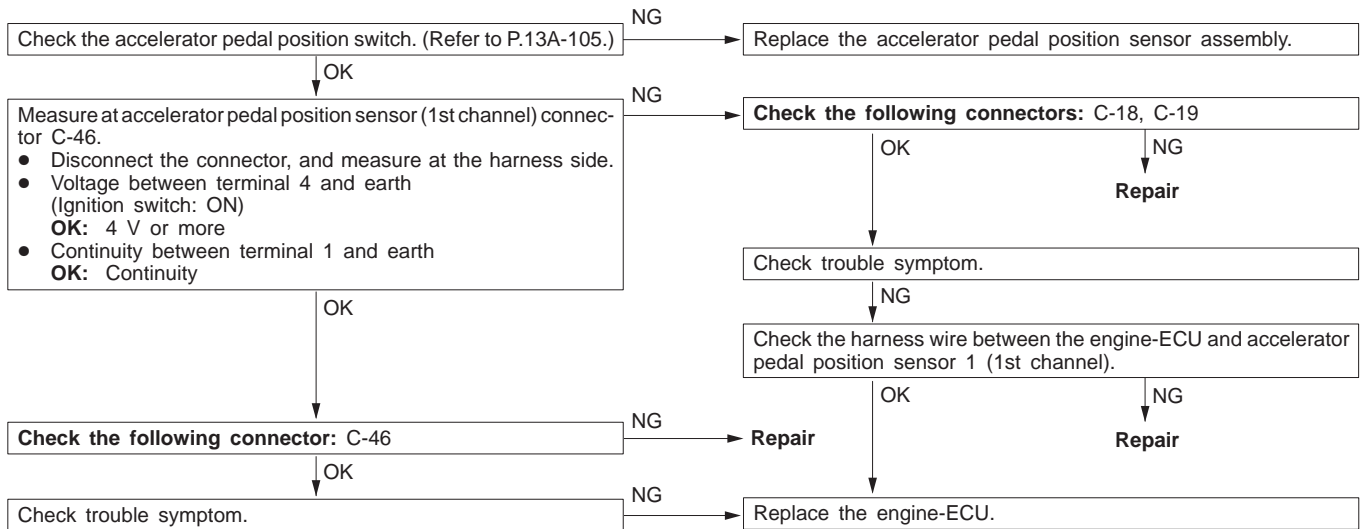 NG
Check the accelerator pedal position switch. (Refer to P.13A-105.)
Replace the accelerator pedal position sensor assembly.
OK
NG
Measure at accelerator pedal position sensor (1st channel) connec-
tor C-46.
● Disconnect the connector, and measure at the harness side.
● Voltage between terminal 4 and earth
(Ignition switch: ON)
OK: 4 V or more
● Continuity between terminal 1 and earth
OK: Continuity
Check the following connectors: C-18, C-19
OK
NG
Repair
Check trouble symptom.
NG
OK
Check the harness wire between the engine-ECU and accelerator
pedal position sensor 1 (1st channel).
OK
NG
Repair
Check the following connector: C-46
NG
Repair
OK
Check trouble symptom.
NG
Replace the engine-ECU.